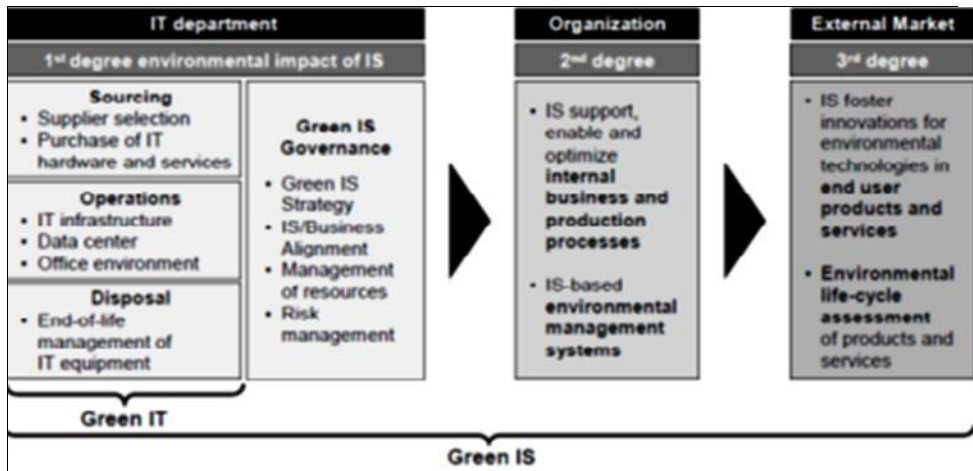 IT department
1st degree environmental impact of IS
Sourcing
• Supplier selection
• Purchase of IT
hardware and services
Operations
• IT infrastructure
• Data center
• Office environment
Disposal
• End-of-life
management of
IT equipment
Green IS
Governance
• Green IS
Strategy
• IS/Business
Alignment
• Management
of resources
• Risk
management
Organization
2nd degree
• IS support,
enable and
optimize
internal
business and
production
processes
• IS-based
environmental
management
systems
External Market
3rd degree
• IS foster
innovations for
environmental
technologies in
end user
products and
services
• Environmental
life-cycle
assessment
of products and
services
Green IT
Green IS